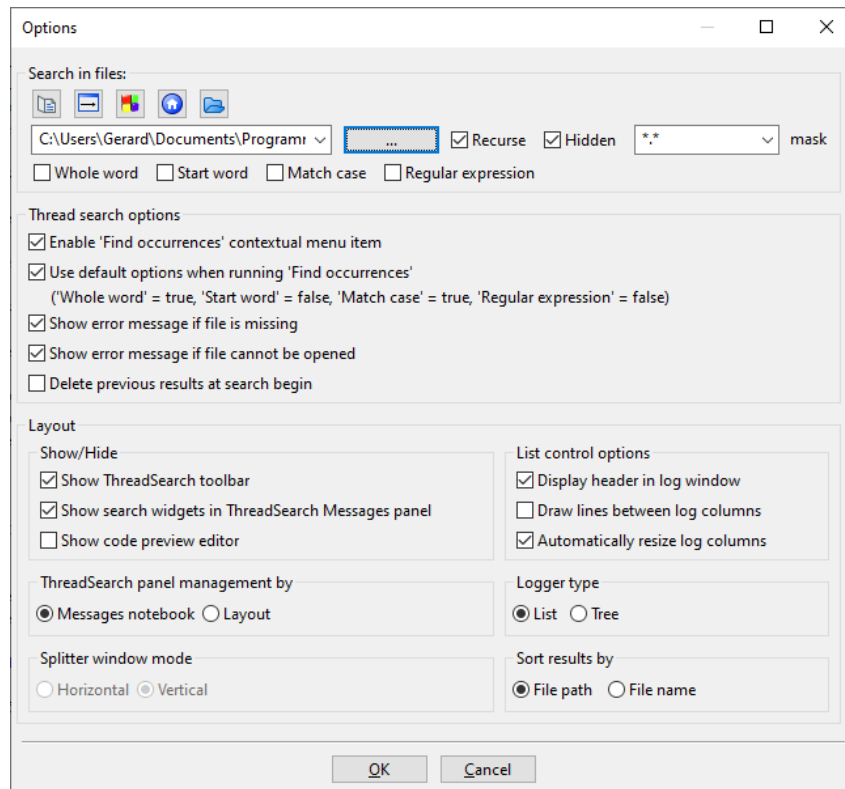 Options
Search in files:
C:\Users\Gerard\Documents\Programr ... Recurse Hidden *.* mask
Whole word Start word Match case Regular expression
Thread search options
Enable 'Find occurrences' contextual menu item
Use default options when running 'Find occurrences'
('Whole word' = true, 'Start word' = false, 'Match case' = true, 'Regular expression' = false)
Show error message if file is missing
Show error message if file cannot be opened
Delete previous results at search begin
Layout
Show/Hide
Show ThreadSearch toolbar
Show search widgets in ThreadSearch Messages panel
Show code preview editor
List control options
Display header in log window
Draw lines between log columns
Automatically resize log columns
ThreadSearch panel management by
Messages notebook Layout
Logger type
List Tree
Splitter window mode
Horizontal Vertical
Sort results by
File path File name
OK Cancel